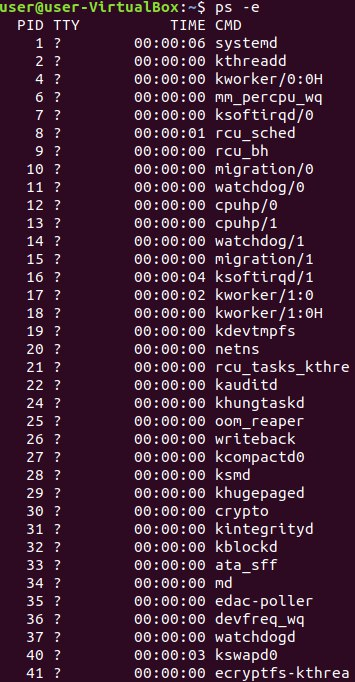 user@user-VirtualBox:~$ ps -e
PID TTY TIME CMD
1 ? 00:00:06 systemd
2 ? 00:00:00 kthreadd
4 ? 00:00:00 kworker/0:0H
6 ? 00:00:00 mm_percpu_wq
7 ? 00:00:00 ksoftirqd/0
8 ? 00:00:01 rcu_sched
9 ? 00:00:00 rcu_bh
10 ? 00:00:00 migration/0
11 ? 00:00:00 watchdog/0
12 ? 00:00:00 cpuhp/0
13 ? 00:00:00 cpuhp/1
14 ? 00:00:00 watchdog/1
15 ? 00:00:00 migration/1
16 ? 00:00:04 ksoftirqd/1
17 ? 00:00:02 kworker/1:0
18 ? 00:00:00 kworker/1:0H
19 ? 00:00:00 kdevtmpfs
20 ? 00:00:00 netns
21 ? 00:00:00 rcu_tasks_kthre
22 ? 00:00:00 kauditd
24 ? 00:00:00 khungtaskd
25 ? 00:00:00 oom_reaper
26 ? 00:00:00 writeback
27 ? 00:00:00 kcompactd0
28 ? 00:00:00 ksmd
29 ? 00:00:00 khugepaged
30 ? 00:00:00 crypto
31 ? 00:00:00 kintegrityd
32 ? 00:00:00 kblockd
33 ? 00:00:00 ata_sff
34 ? 00:00:00 md
35 ? 00:00:00 edac-poller
36 ? 00:00:00 devfreq_wq
37 ? 00:00:00 watchdogd
40 ? 00:00:03 kswapd0
41 ? 00:00:00 ecryptfs-kthrea